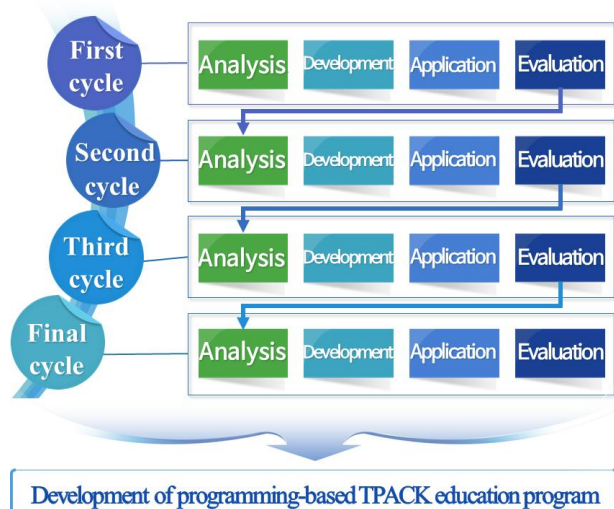 First
cycle
Analysis Development Application Evaluation
Second
cycle
Analysis Development Application Evaluation
Third
cycle
Analysis Development Application Evaluation
Final
cycle
Analysis Development Application Evaluation
Development of programming-based TPACK education program